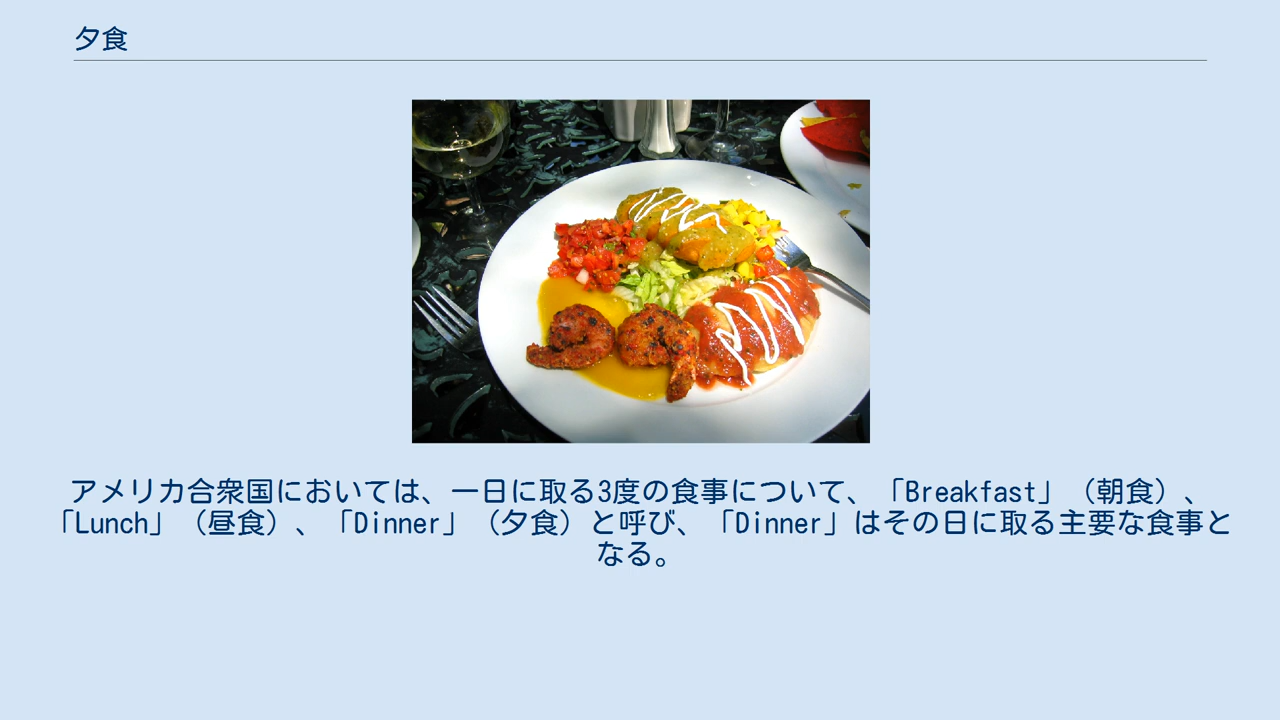 夕食
アメリカ合衆国においては、一日に取る3度の食事について、「Breakfast」（朝食）、
「Lunch」（昼食）、「Dinner」（夕食）と呼び、「Dinner」はその日に取る主要な食事と
なる。